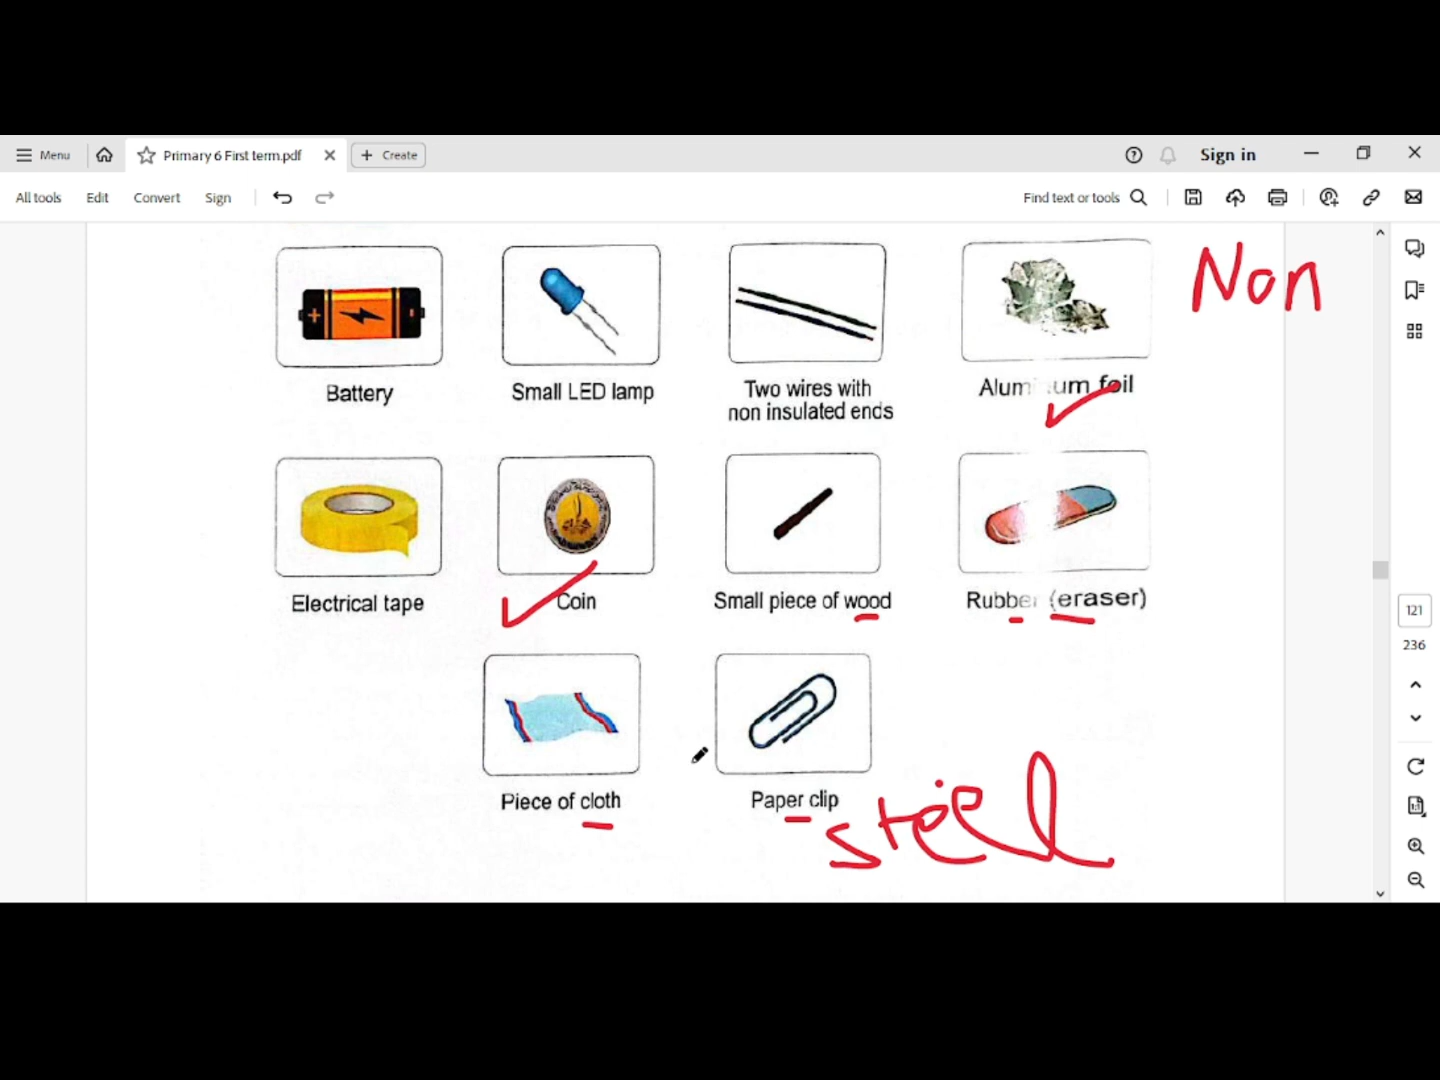 Menu
Primary 6 First term.pdf
Create
Sign in
All tools Edit Convert Sign
Find text or tools
Non
Battery
Small LED lamp
Two wires with
non insulated ends
Aluminum foil
Electrical tape
Coin
Small piece of wood
Rubber (eraser)
Piece of cloth
Paper clip
steel
121
236